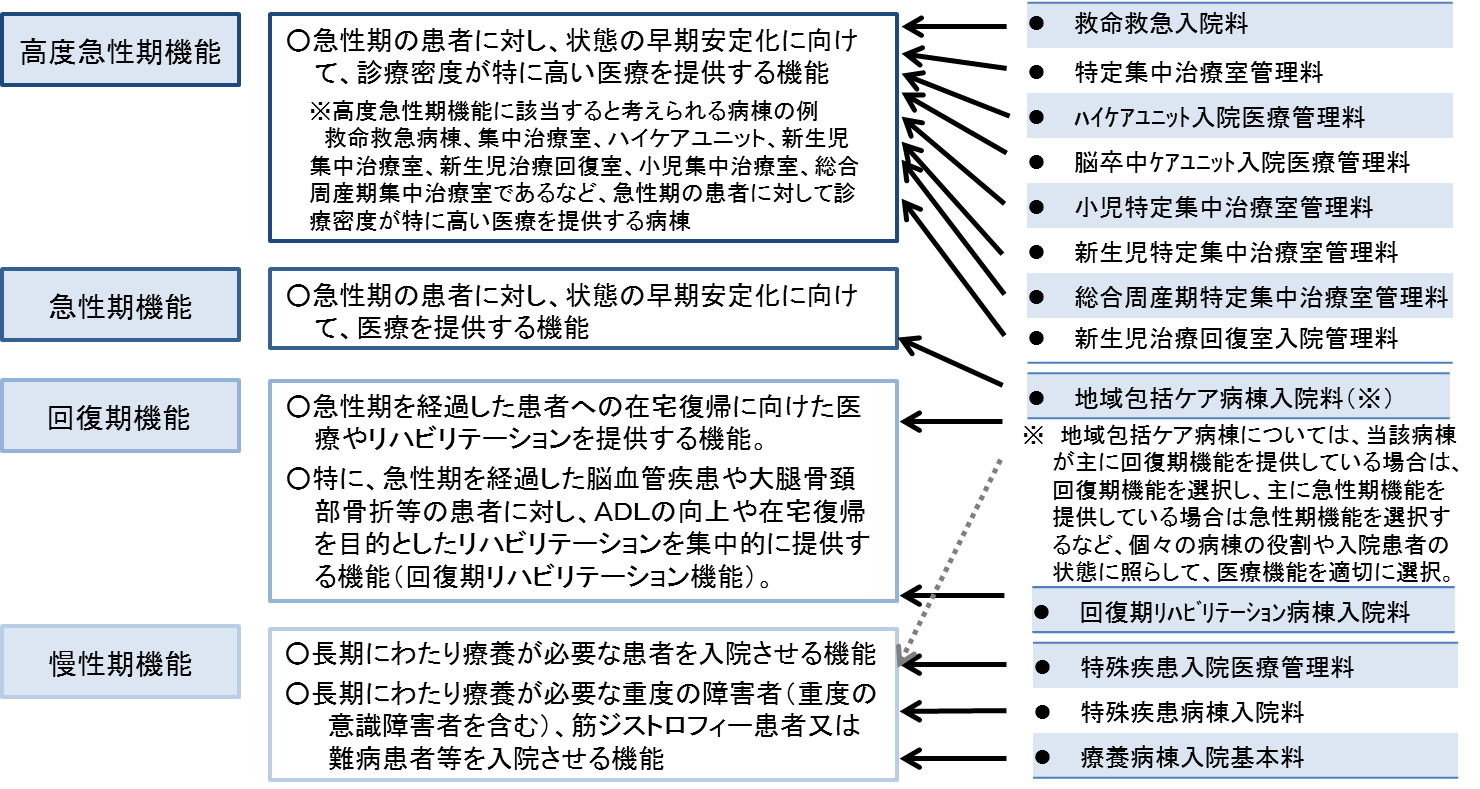 高度急性期機能
〇急性期の患者に対し、状態の早期安定化に向け
て、診療密度が特に高い医療を提供する機能
※高度急性期機能に該当すると考えられる病棟の例
救命救急病棟、集中治療室、ハイケアユニット、新生児
集中治療室、新生児治療回復室、小児集中治療室、総合
周産期集中治療室であるなど、急性期の患者に対して診
療密度が特に高い医療を提供する病棟
急性期機能
〇急性期の患者に対し、状態の早期安定化に向け
て、医療を提供する機能
回復期機能
〇急性期を経過した患者への在宅復帰に向けた医
療やリハビリテーションを提供する機能。
〇特に、急性期を経過した脳血管疾患や大腿骨頚
部骨折等の患者に対し、ADLの向上や在宅復帰
を目的としたリハビリテーションを集中的に提供す
る機能(回復期リハビリテーション機能)。
慢性期機能
〇長期にわたり療養が必要な患者を入院させる機能
〇長期にわたり療養が必要な重度の障害者(重度の
意識障害者を含む)、筋ジストロフィー患者又は
難病患者等を入院させる機能
● 救命救急入院料
● 特定集中治療室管理料
● ハイケアユニット入院医療管理料
● 脳卒中ケアユニット入院医療管理料
● 小児特定集中治療室管理料
● 新生児特定集中治療室管理料
● 総合周産期特定集中治療室管理料
● 新生児治療回復室入院管理料
● 地域包括ケア病棟入院料(※)
※ 地域包括ケア病棟については、当該病棟
が主に回復期機能を提供している場合は、
回復期機能を選択し、主に急性期機能を
提供している場合は急性期機能を選択す
るなど、個々の病棟の役割や入院患者の
状態に照らして、医療機能を適切に選択。
● 回復期リハビリテーション病棟入院料
● 特殊疾患入院医療管理料
● 特殊疾患病棟入院料
● 療養病棟入院基本料